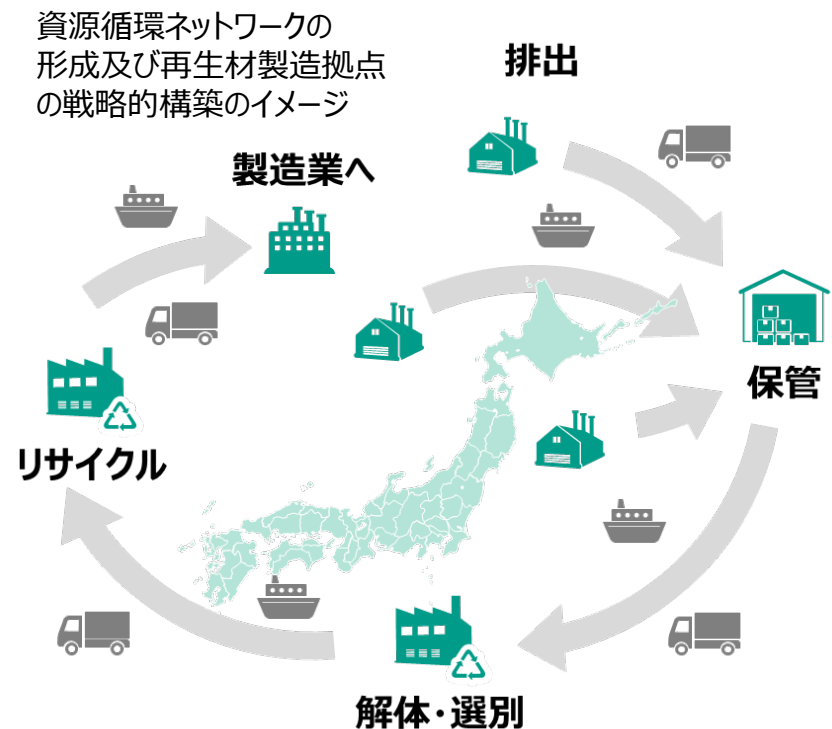 資源循環ネットワークの
形成及び再生材製造拠点
の戦略的構築のイメージ
排出
製造業へ
保管
リサイクル
解体・選別